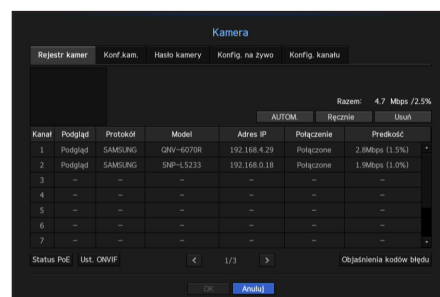 Kamera
Rejestr kamer Konf.kam. Hasło kamery Konfig. na żywo Konfig. kanału
Razem: 4.7 Mbps /2.5%
AUTOM. Ręcznie Usuń
Kanał Podgląd Protokół Model Adres IP Połączenie Predkość
1 Podgląd SAMSUNG QNV-6070R 192.168.4.29 Połączone 2.8Mbps (1.5%)
2 Podgląd SAMSUNG SNP-L5233 192.168.0.18 Połączone 1.9Mbps (1.0%)
3 – – – – – –
4 – – – – – –
5 – – – – – –
6 – – – – – –
7 – – – – – –
Status PoE Ust. ONVIF < 1/3 > Objaśnienia kodów błędu
OK Anuluj